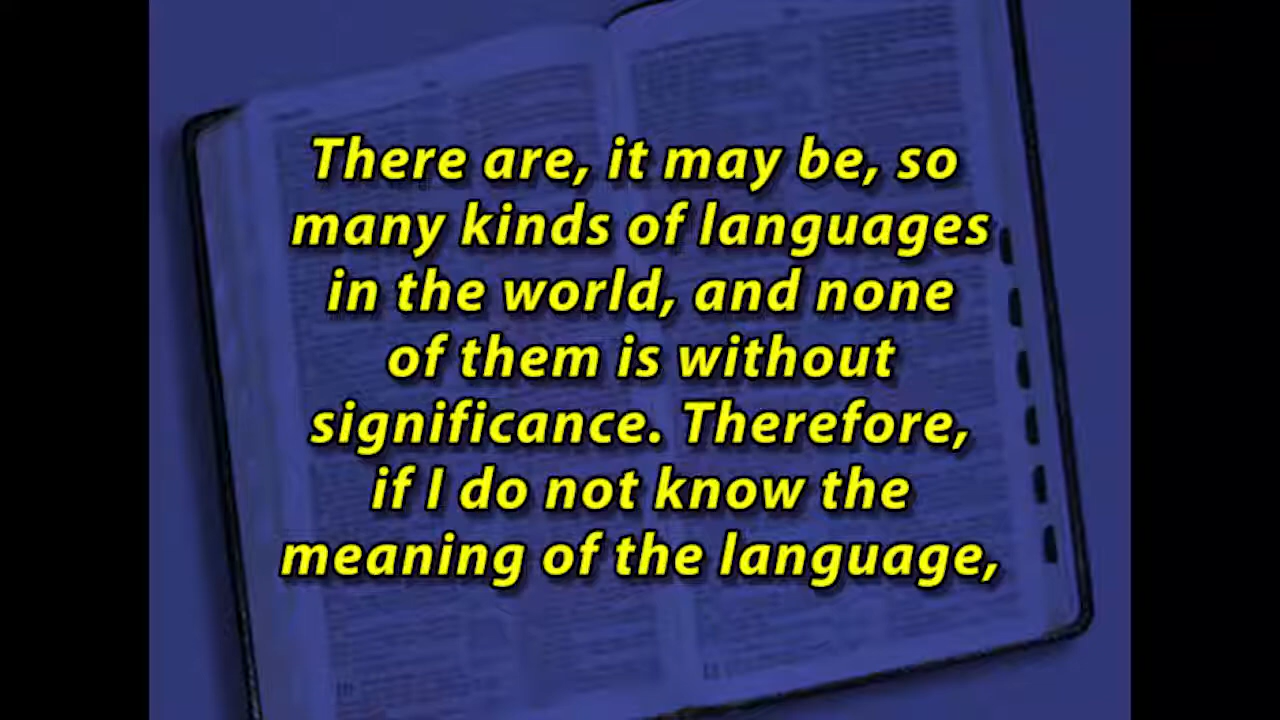 There are, it may be, so
many kinds of languages
in the world, and none
of them is without
significance. Therefore,
if I do not know the
meaning of the language,